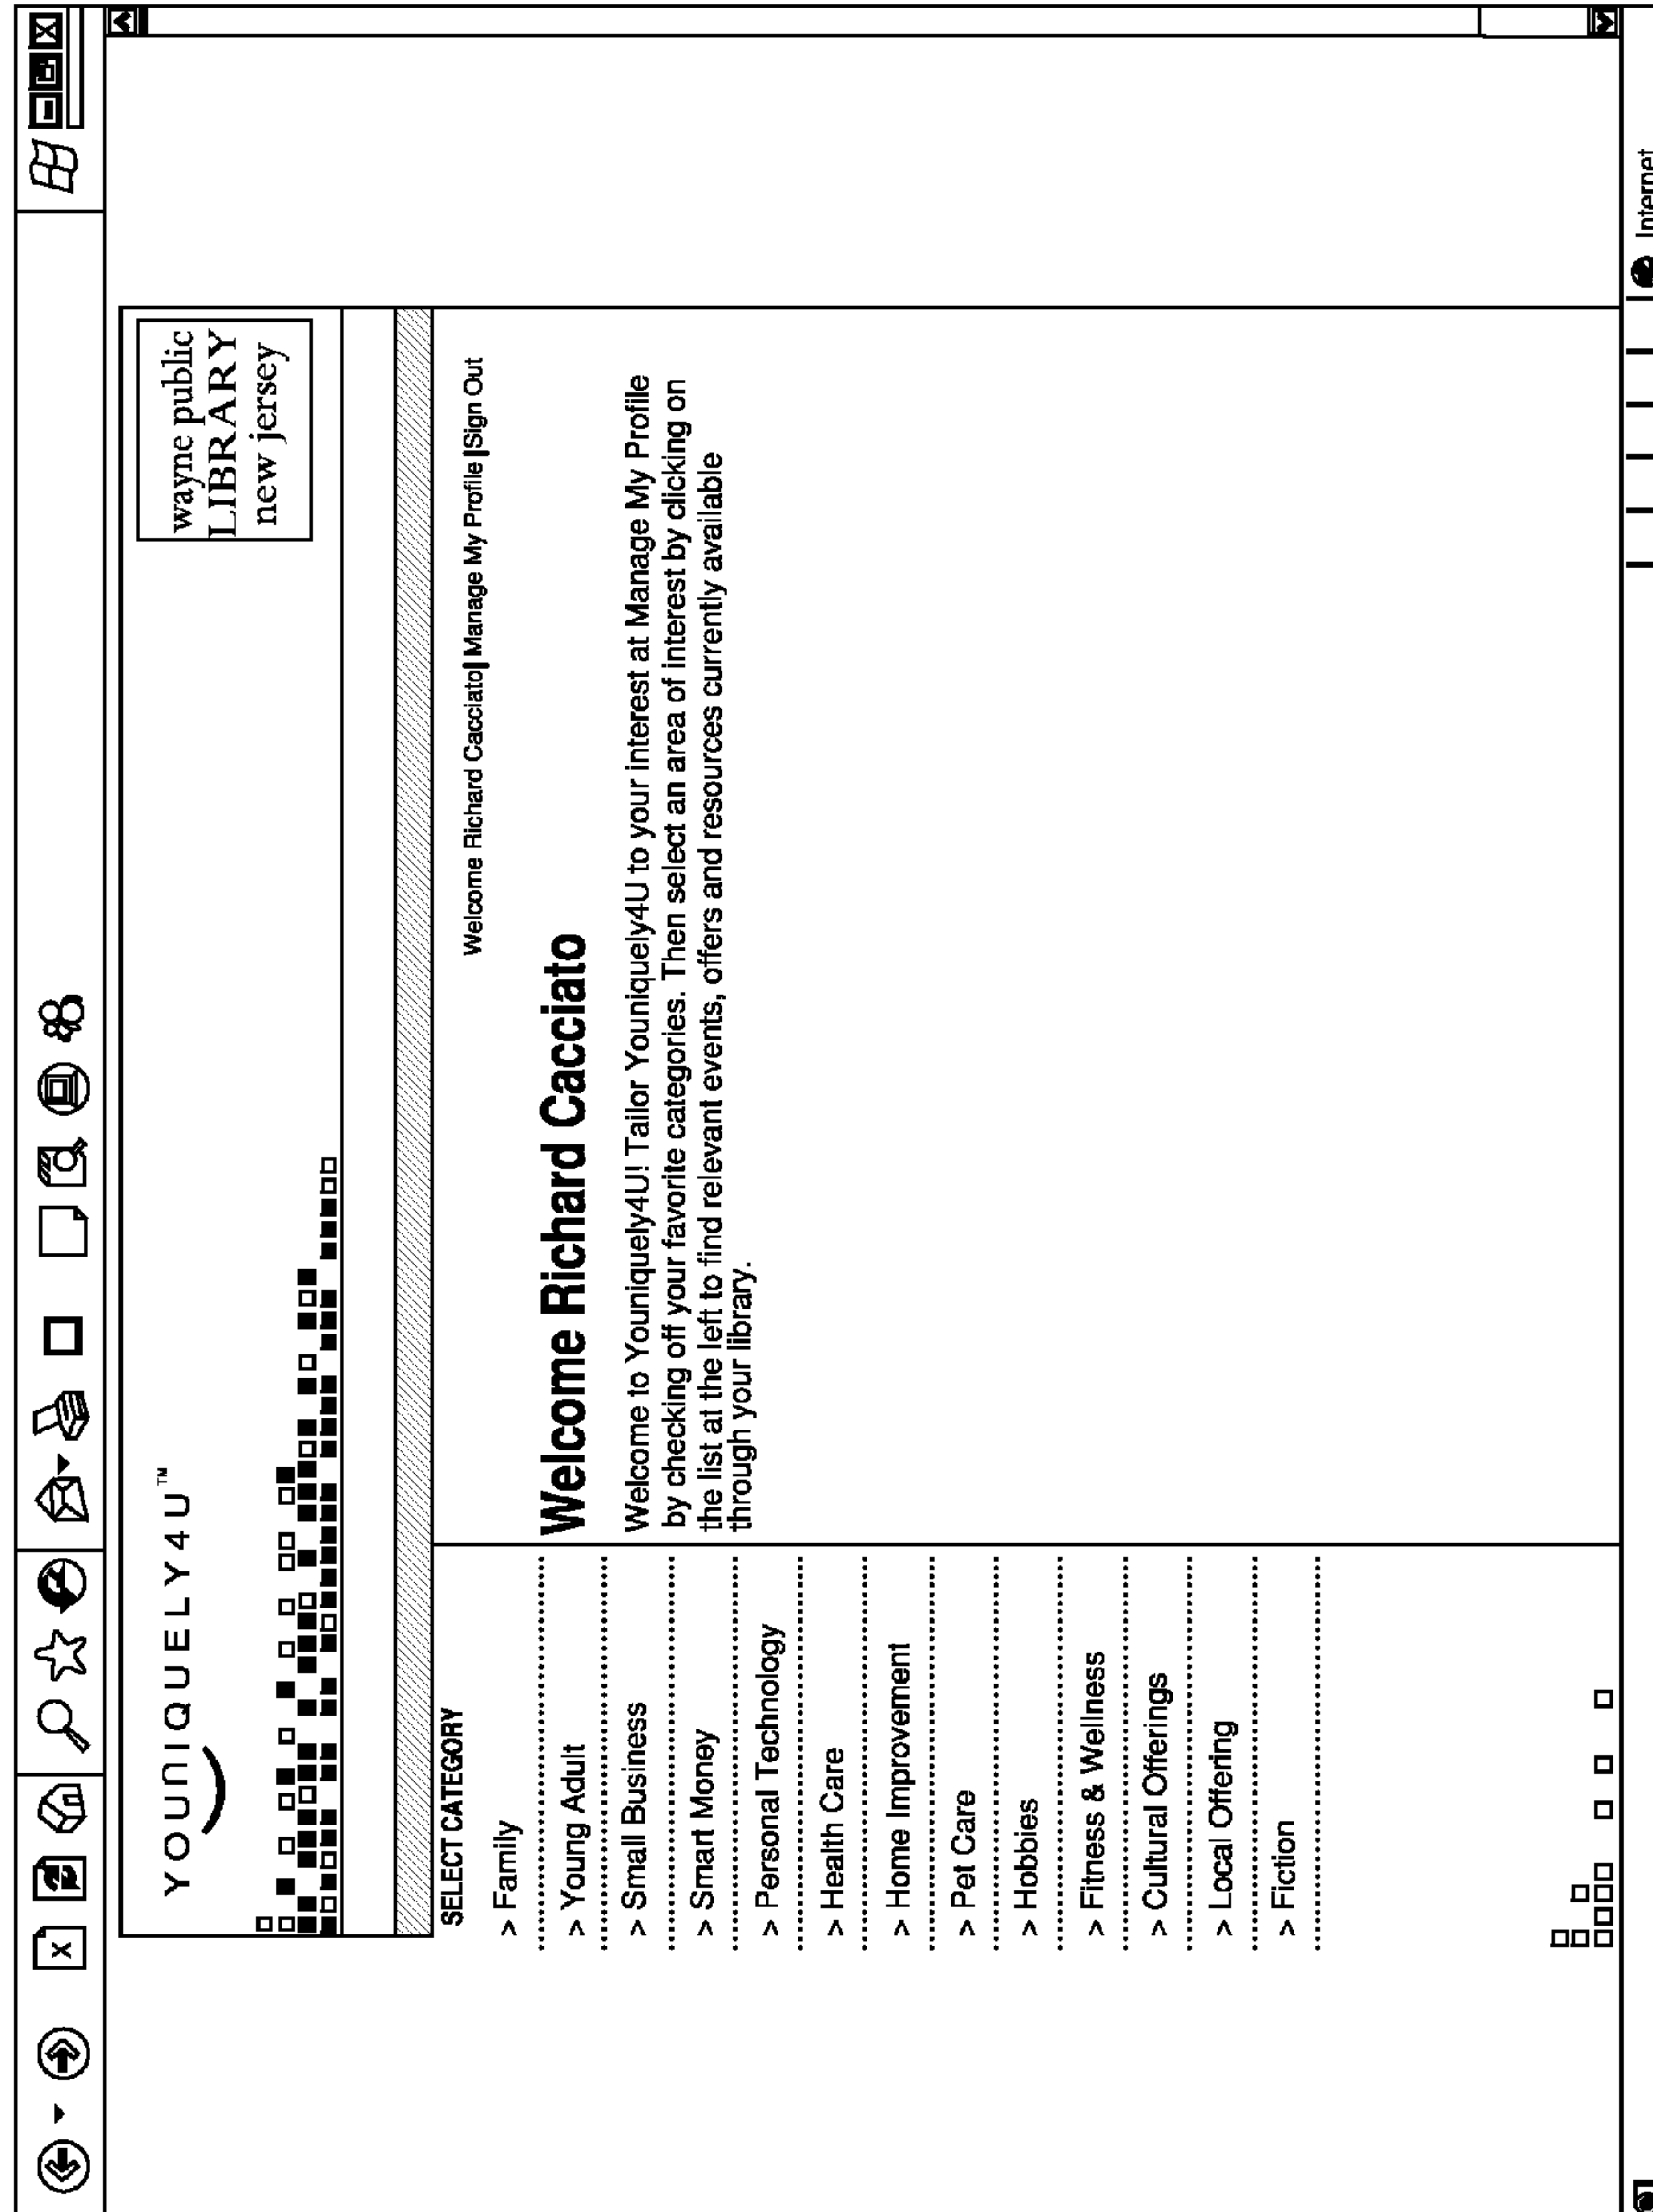 YOUNIQUELY4U™
wayne public
LIBRARY
new jersey
Welcome Richard Cacciato| Manage My Profile |Sign Out
SELECT CATEGORY
> Family
> Young Adult
> Small Business
> Smart Money
> Personal Technology
> Health Care
> Home Improvement
> Pet Care
> Hobbies
> Fitness & Wellness
> Cultural Offerings
> Local Offering
> Fiction
Welcome Richard Cacciato
Welcome to Youniquely4U! Tailor Youniquely4U to your interest at Manage My Profile
by checking off your favorite categories. Then select an area of interest by clicking on
the list at the left to find relevant events, offers and resources currently available
through your library.
Internet